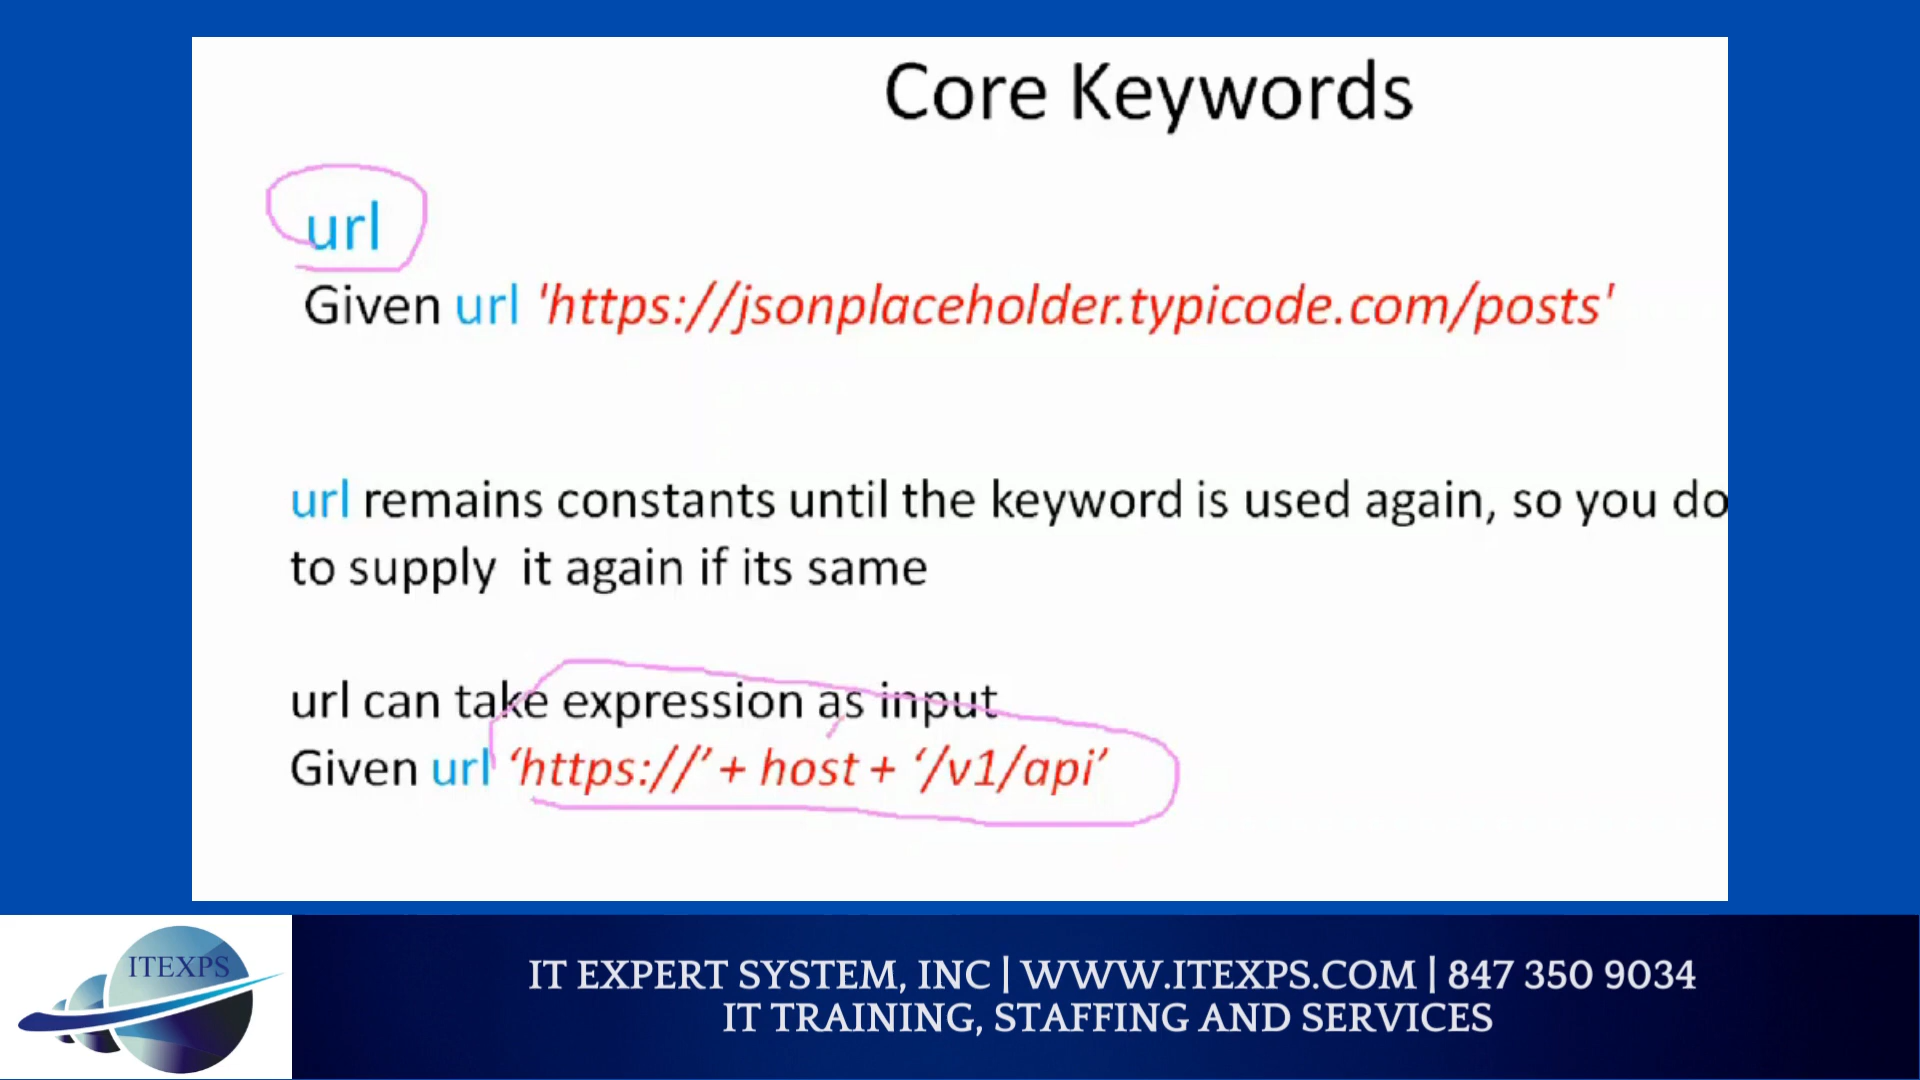 Core Keywords
url
Given url 'https://jsonplaceholder.typicode.com/posts'
url remains constants until the keyword is used again, so you do
to supply it again if its same
url can take expression as input
Given url ‘https://’ + host + ‘/v1/api’
ITEXPS
IT EXPERT SYSTEM, INC | WWW.ITEXPS.COM | 847 350 9034
IT TRAINING, STAFFING AND SERVICES